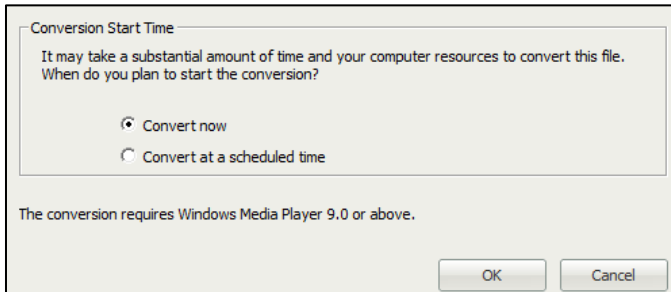 Conversion Start Time
It may take a substantial amount of time and your computer resources to convert this file.
When do you plan to start the conversion?
Convert now
Convert at a scheduled time
The conversion requires Windows Media Player 9.0 or above.
OK Cancel